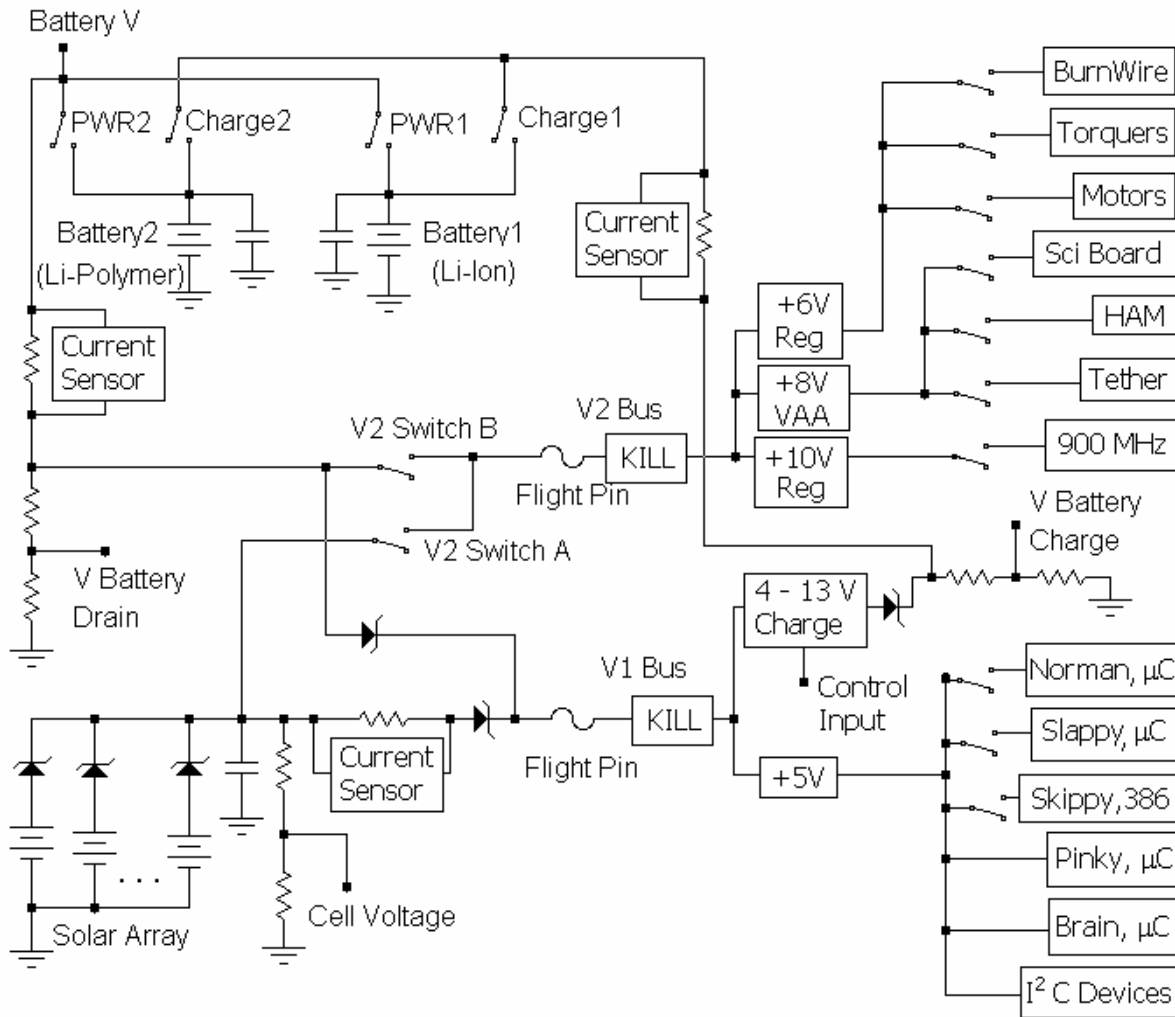 Battery V
PWR2
Charge2
PWR1
Charge1
Battery2
(Li-Polymer)
Battery1
(Li-Ion)
Current
Sensor
Current
Sensor
BurnWire
Torquers
Motors
Sci Board
HAM
Tether
900 MHz
+6V
Reg
+8V
VAA
+10V
Reg
V2 Bus
KILL
V2 Switch B
Flight Pin
V2 Switch A
V Battery
Drain
V Battery
Charge
4 - 13 V
Charge
Control
Input
V1 Bus
KILL
Flight Pin
+5V
Current
Sensor
Cell Voltage
. . .
Solar Array
Norman, µC
Slappy, µC
Skippy,386
Pinky, µC
Brain, µC
I² C Devices